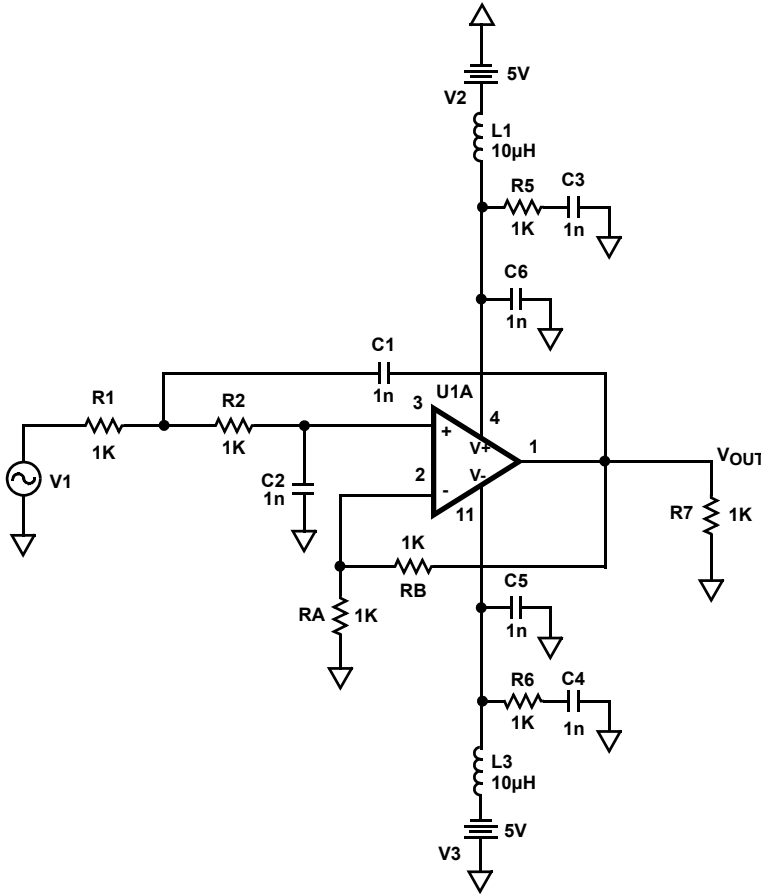 5V
V2
L1
10µH
R5
C3
1K
1n
C6
1n
C1
1n
U1A
R1
R2
3
4
1K
1K
+
V+
1
VOUT
C2
1n
2
-
V-
V1
11
R7
1K
1K
RB
C5
1n
RA
1K
R6
C4
1K
1n
L3
10µH
5V
V3